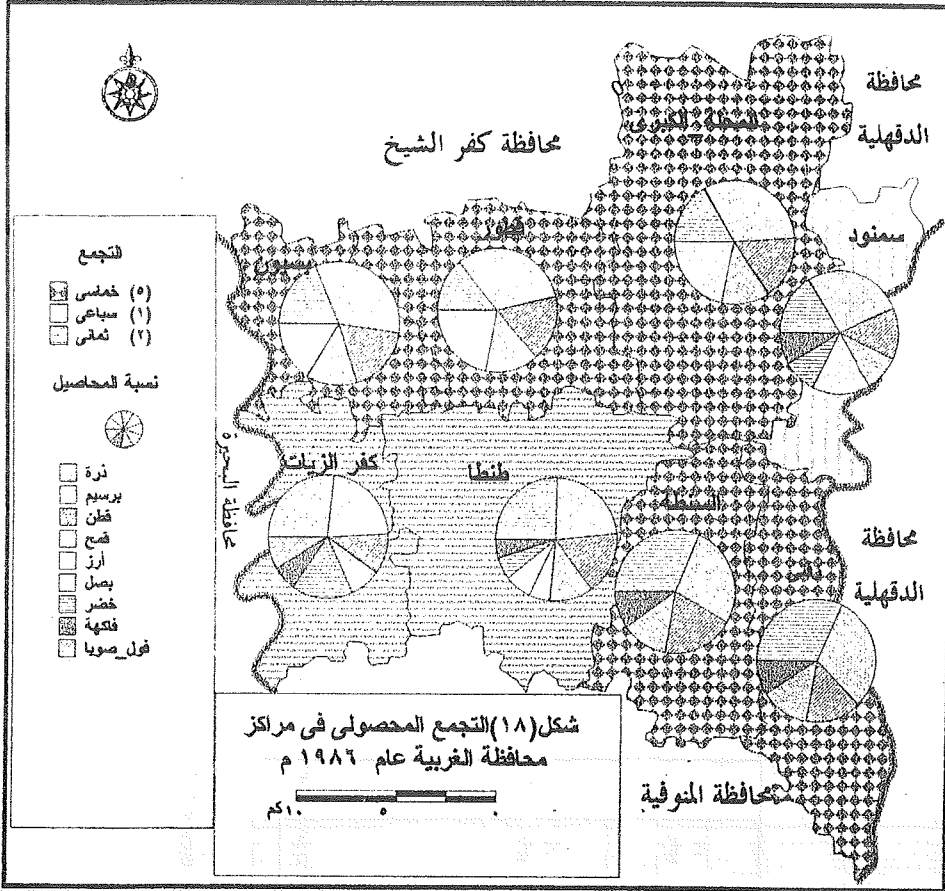 محافظة
الدقهلية
محافظة كفر الشيخ
المحلة_الكبرى
سمنود
قطور
بسيون
التجمع
(٥) خماسى
(١) سباعى
(٢) ثمانى
نسبة المحاصيل
ذرة
برسيم
قطن
قمح
أرز
بصل
خضر
فاكهة
فول_صويا
محافظة البحيرة
كفر الزيات
طنطا
السنطة
محافظة
الدقهلية
زفتى
شكل(١٨)التجمع المحصولى فى مراكز
محافظة الغربية عام ١٩٨٦ م
١٠كم ٥ ٠
محافظة المنوفية